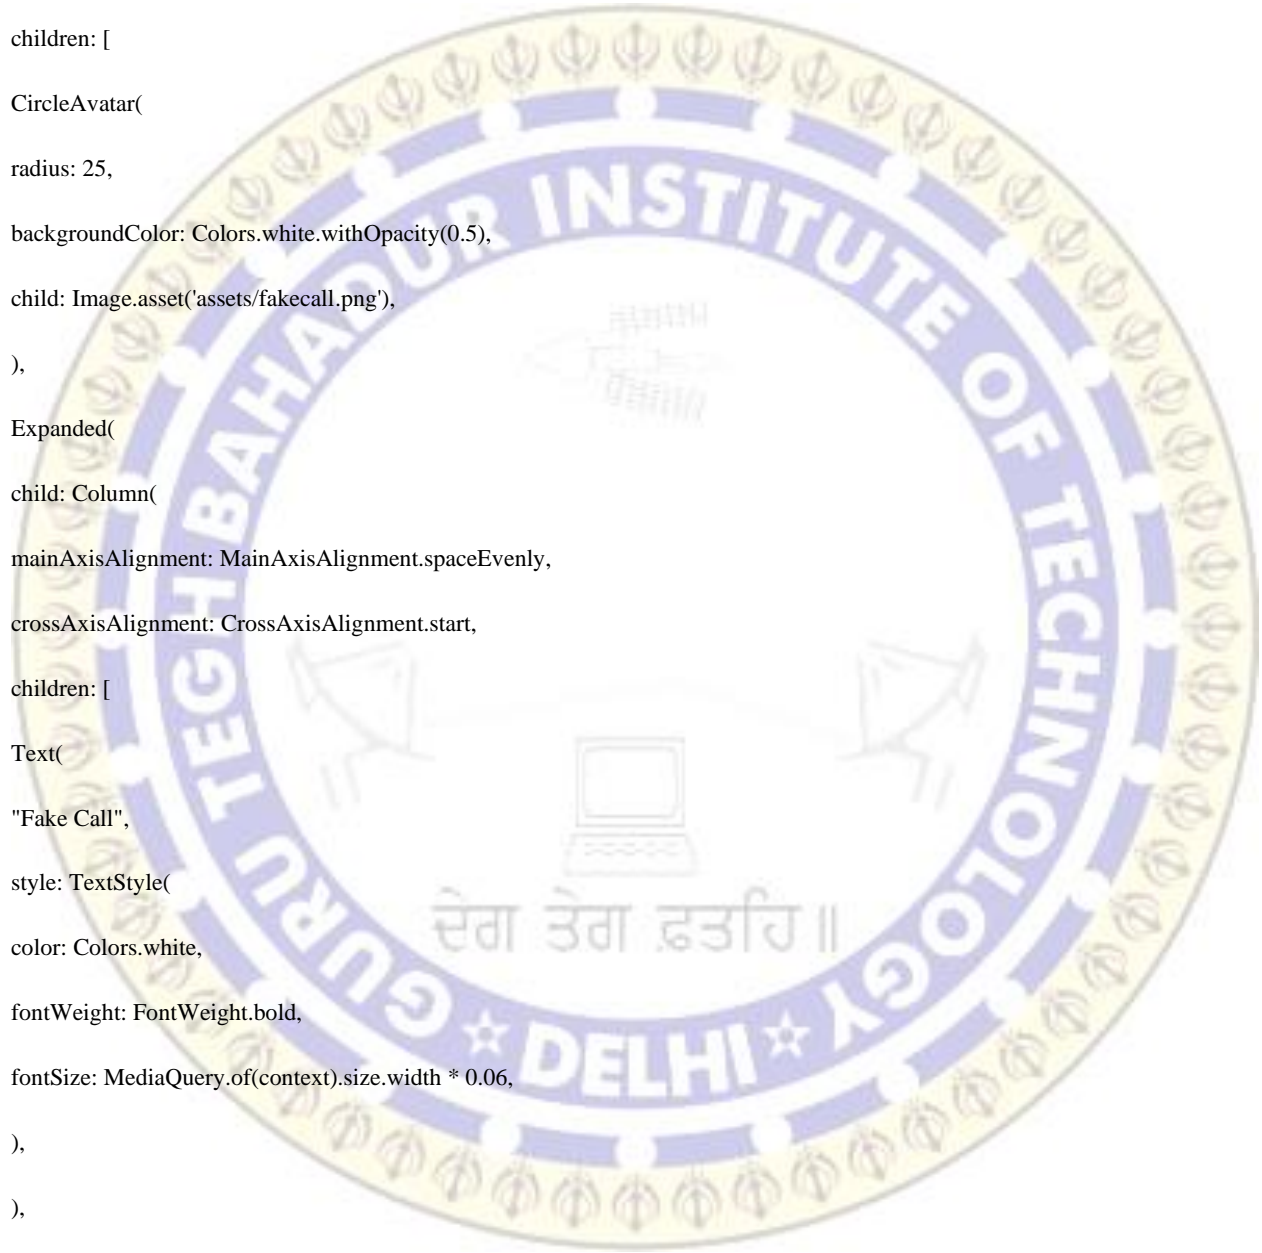 children: [
CircleAvatar(
radius: 25,
backgroundColor: Colors.white.withOpacity(0.5),
child: Image.asset('assets/fakecall.png'),
),
Expanded(
child: Column(
mainAxisAlignment: MainAxisAlignment.spaceEvenly,
crossAxisAlignment: CrossAxisAlignment.start,
children: [
Text(
"Fake Call",
style: TextStyle(
color: Colors.white,
fontWeight: FontWeight.bold,
fontSize: MediaQuery.of(context).size.width * 0.06,
),
),
GURU TEGH BAHADUR INSTITUTE OF TECHNOLOGY
ਦੇਗ ਤੇਗ ਫ਼ਤਹਿ ॥
DELHI